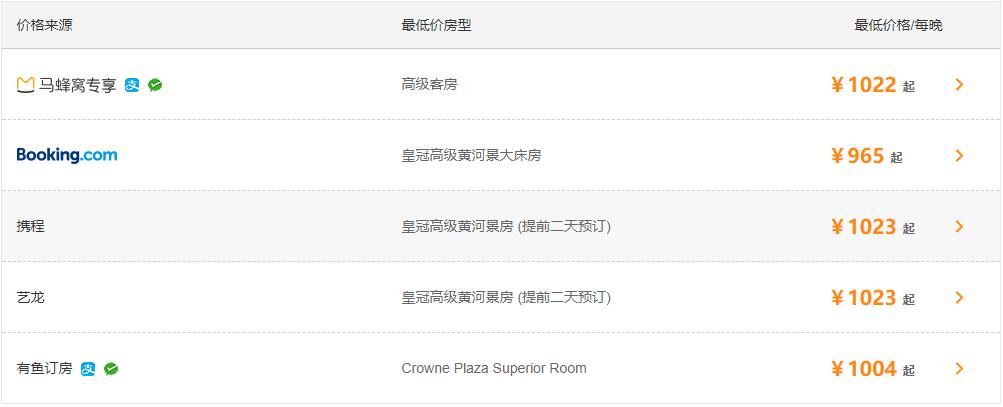 价格来源 最低价房型 最低价格/每晚
马蜂窝专享 支 高级客房 ¥1022 起
Booking.com 皇冠高级黄河景大床房 ¥965 起
携程 皇冠高级黄河景房 (提前二天预订) ¥1023 起
艺龙 皇冠高级黄河景房 (提前二天预订) ¥1023 起
有鱼订房 支 Crowne Plaza Superior Room ¥1004 起